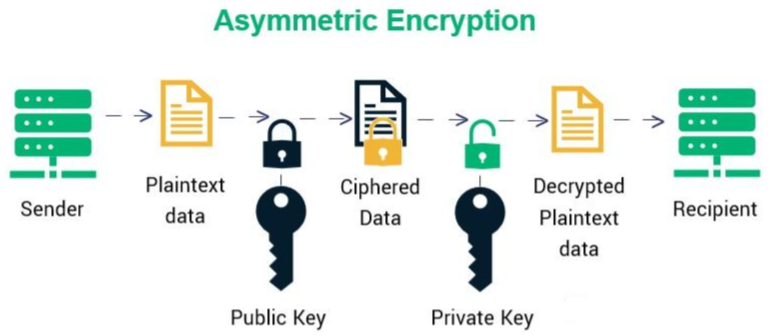 Asymmetric Encryption
Sender
Plaintext
data
Public Key
Ciphered
Data
Private Key
Decrypted
Plaintext
data
Recipient